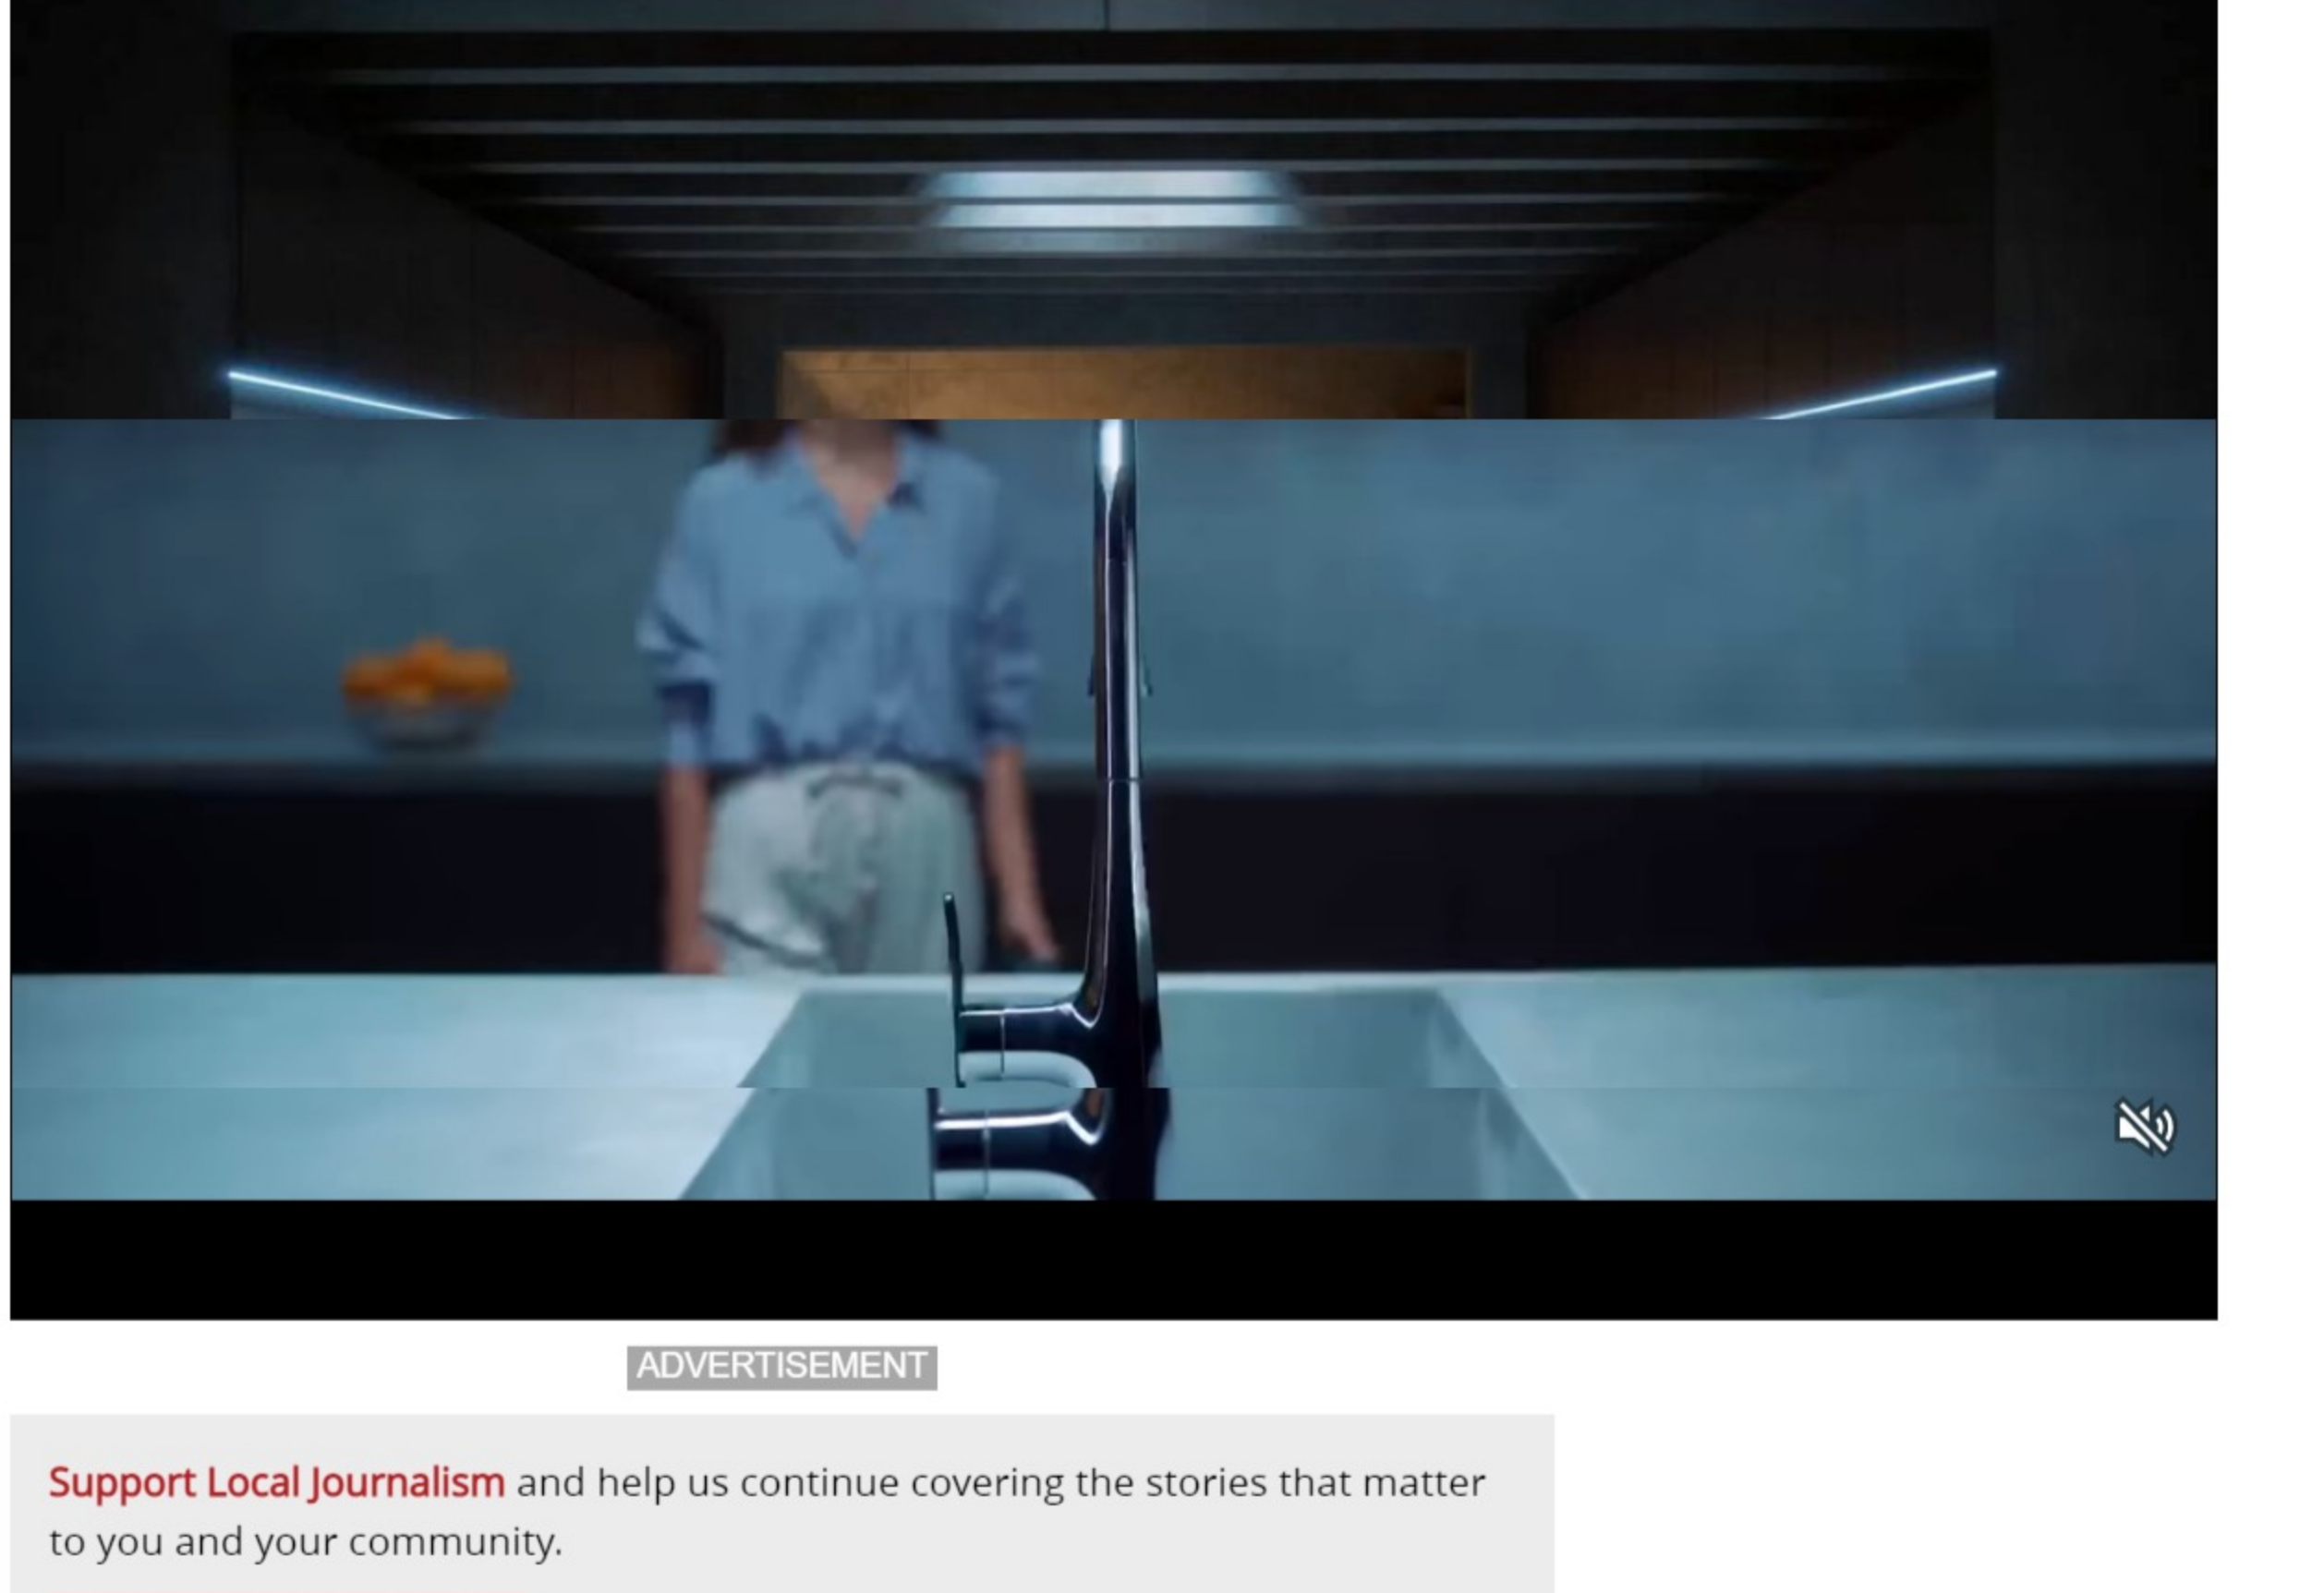 ADVERTISEMENT
Support Local Journalism and help us continue covering the stories that matter
to you and your community.